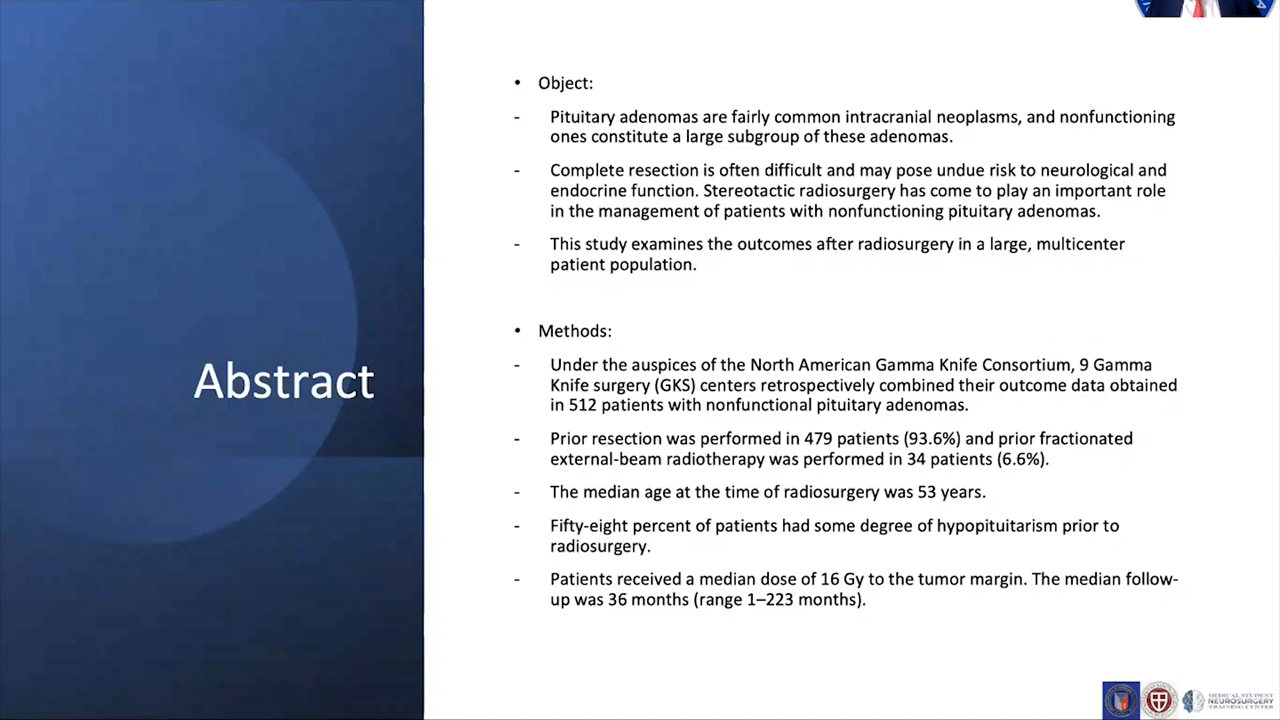 Abstract
• Object:
- Pituitary adenomas are fairly common intracranial neoplasms, and nonfunctioning
ones constitute a large subgroup of these adenomas.
- Complete resection is often difficult and may pose undue risk to neurological and
endocrine function. Stereotactic radiosurgery has come to play an important role
in the management of patients with nonfunctioning pituitary adenomas.
- This study examines the outcomes after radiosurgery in a large, multicenter
patient population.
• Methods:
- Under the auspices of the North American Gamma Knife Consortium, 9 Gamma
Knife surgery (GKS) centers retrospectively combined their outcome data obtained
in 512 patients with nonfunctional pituitary adenomas.
- Prior resection was performed in 479 patients (93.6%) and prior fractionated
external-beam radiotherapy was performed in 34 patients (6.6%).
- The median age at the time of radiosurgery was 53 years.
- Fifty-eight percent of patients had some degree of hypopituitarism prior to
radiosurgery.
- Patients received a median dose of 16 Gy to the tumor margin. The median follow-
up was 36 months (range 1–223 months).
MEDICAL STUDENT
NEUROSURGERY
TRAINING CENTER